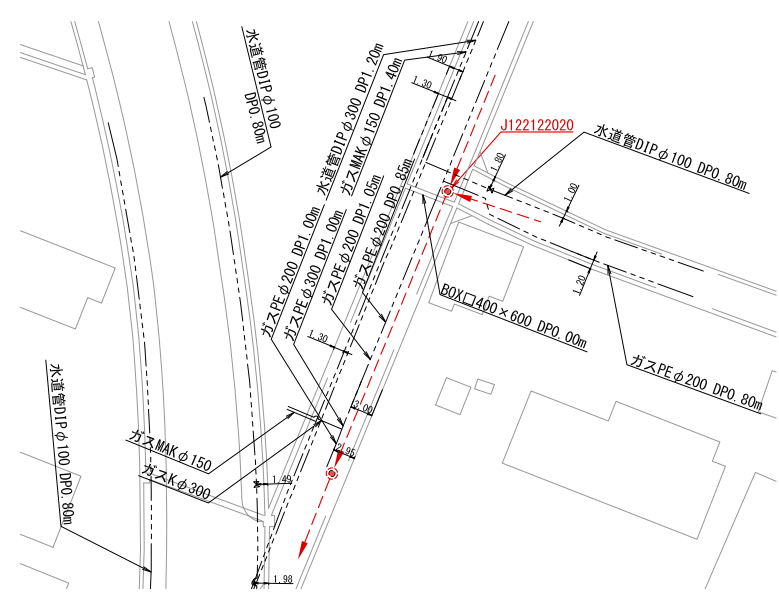 水道管DIPφ100
DP0.80m
水道管DIPφ300 DP1.20m
ガスMAKφ150 DP1.40m
1.90
1.30
J122122020
水道管DIPφ100 DP0.80m
1.80
1.00
ガスPEφ200 DP1.00m
ガスPEφ300 DP1.00m
ガスPEφ200 DP1.05m
ガスPEφ200 DP0.85m
1.20
BOX□400×600 DP0.00m
1.30
ガスPEφ200 DP0.80m
水道管DIPφ100 DP0.80m
3.00
ガスMAKφ150
ガスKφ300
2.95
1.49
1.98